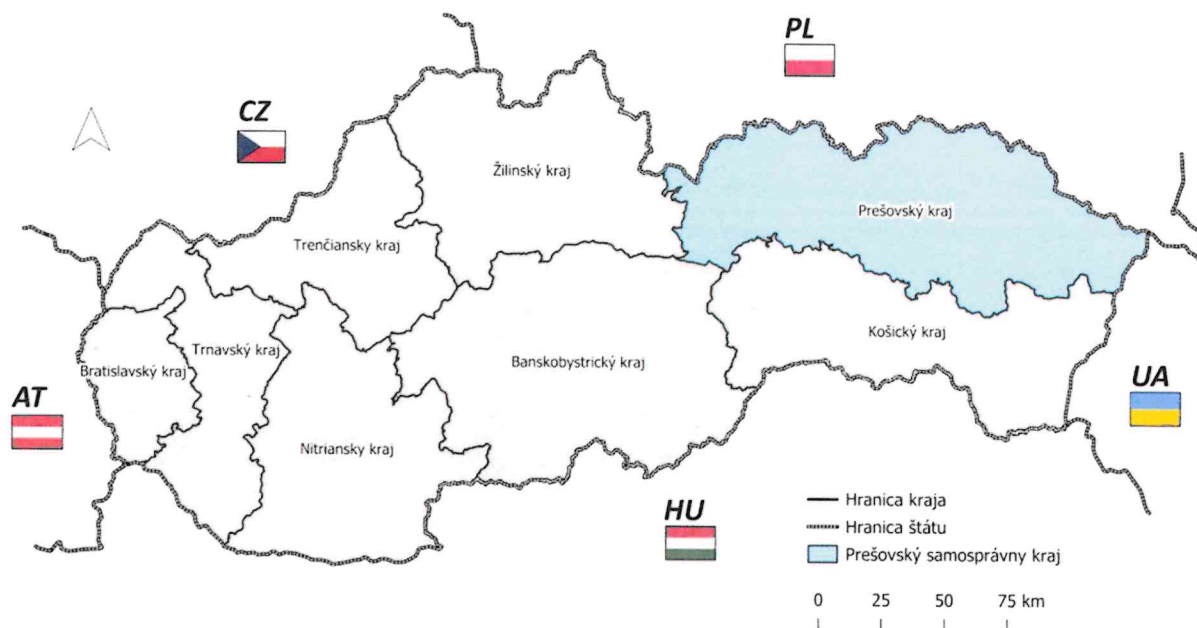 PL
CZ
Žilinský kraj
Prešovský kraj
Trenčiansky kraj
Košický kraj
Trnavský kraj
Banskobystrický kraj
Bratislavský kraj
UA
AT
Nitriansky kraj
HU
Hranica kraja
Hranica štátu
Prešovský samosprávny kraj
0 25 50 75 km